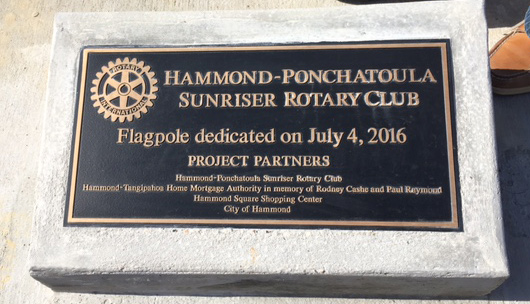 ROTARY
INTERNATIONAL
HAMMOND-PONCHATOULA
SUNRISER ROTARY CLUB
Flagpole dedicated on July 4, 2016
PROJECT PARTNERS
Hammond-Ponchatoula Sunriser Rotary Club
Hammond-Tangipahoa Home Mortgage Authority in memory of Rodney Cashe and Paul Raymond
Hammond Square Shopping Center
City of Hammond